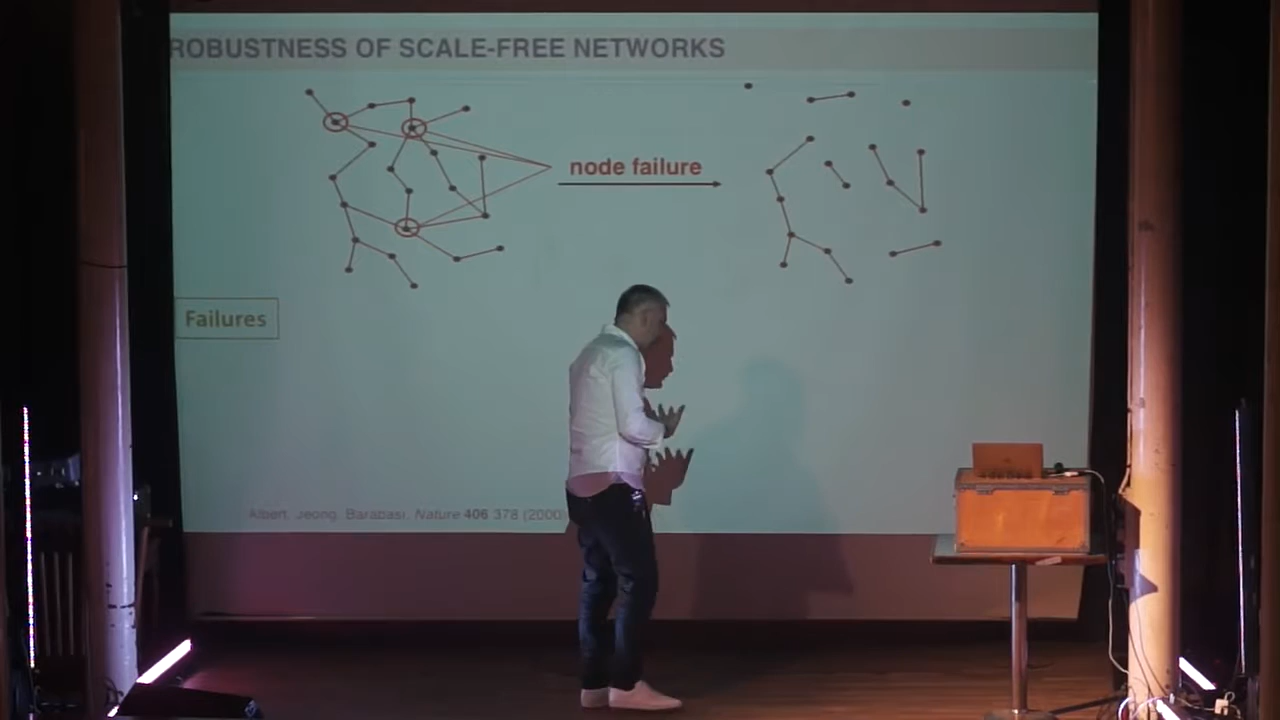 ROBUSTNESS OF SCALE-FREE NETWORKS
node failure
Failures
Albert, Jeong, Barabasi, Nature 406 378 (2000